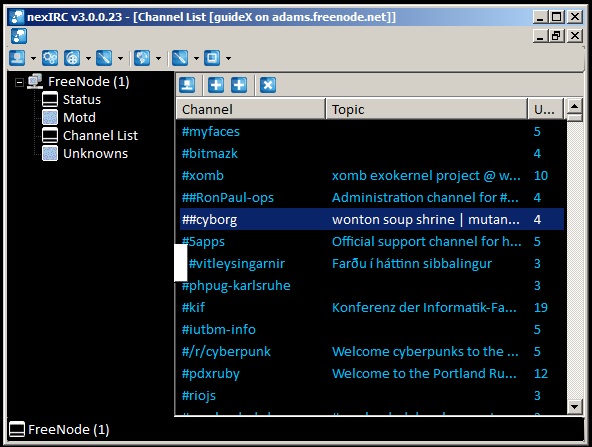 nexIRC v3.0.0.23 - [Channel List [guideX on adams.freenode.net]]
FreeNode (1)
Status
Motd
Channel List
Unknowns
Channel Topic U...
#myfaces 5
#bitmazk 4
#xomb xomb exokernel project @ w... 10
##RonPaul-ops Administration channel for #... 4
##cyborg wonton soup shrine | mutan... 4
#5apps Official support channel for h... 5
#vitleysingarnir Farðu í háttinn sibbalingur 3
#phpug-karlsruhe 3
#kif Konferenz der Informatik-Fa... 19
#iutbm-info 5
#/r/cyberpunk Welcome cyberpunks to the ... 5
#pdxruby Welcome to the Portland Ru... 12
#riojs 3
FreeNode (1)